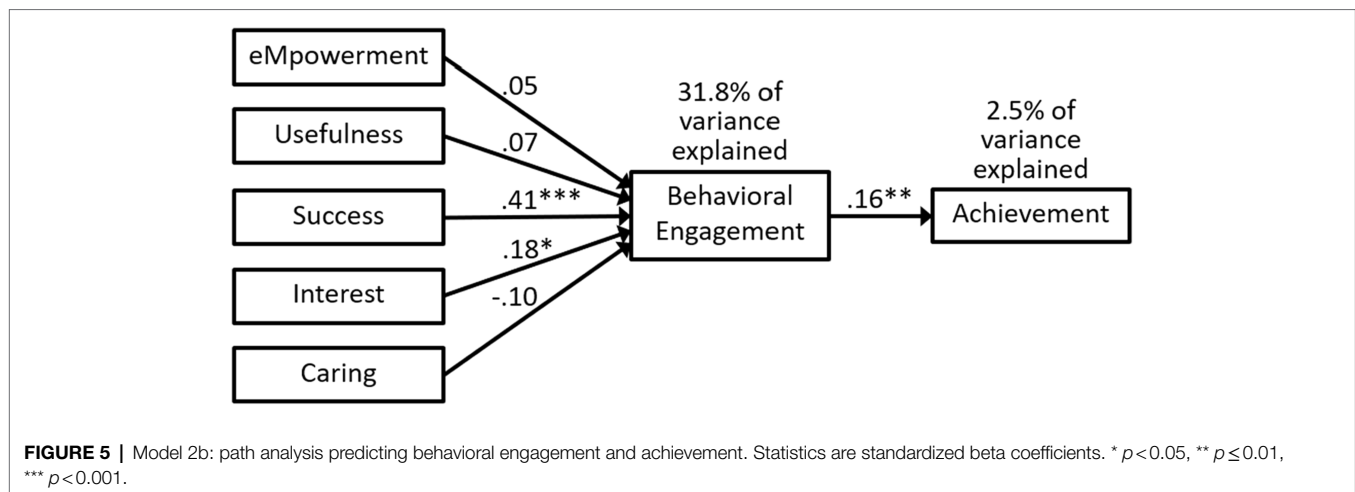 eMpowerment
.05
Usefulness
.07
Success
.41***
Interest
.18*
Caring
-.10
31.8% of
variance
explained
Behavioral
Engagement
.16**
2.5% of
variance
explained
Achievement
FIGURE 5 | Model 2b: path analysis predicting behavioral engagement and achievement. Statistics are standardized beta coefficients. * p<0.05, ** p≤0.01,
*** p<0.001.